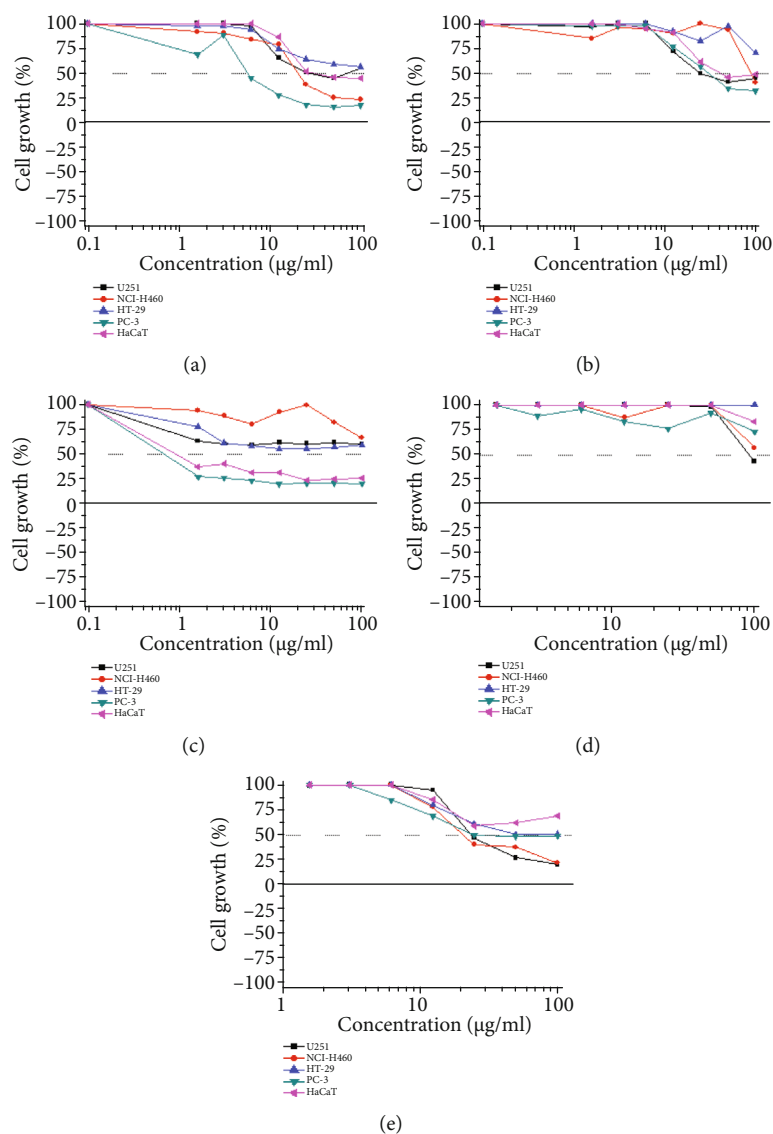 100
75
50
25
0
−25
−50
−75
−100
Cell growth (%)
0.1 1 10 100
Concentration (μg/ml)
U251
NCI-H460
HT-29
PC-3
HaCaT
(a)
100
75
50
25
0
−25
−50
−75
−100
Cell growth (%)
0.1 1 10 100
Concentration (μg/ml)
U251
NCI-H460
HT-29
PC-3
HaCaT
(b)
100
75
50
25
0
−25
−50
−75
−100
Cell growth (%)
0.1 1 10 100
Concentration (μg/ml)
U251
NCI-H460
HT-29
PC-3
HaCaT
(c)
100
75
50
25
0
−25
−50
−75
−100
Cell growth (%)
10 100
Concentration (μg/ml)
U251
NCI-H460
HT-29
PC-3
HaCaT
(d)
100
75
50
25
0
−25
−50
−75
−100
Cell growth (%)
1 10 100
Concentration (μg/ml)
U251
NCI-H460
HT-29
PC-3
HaCaT
(e)